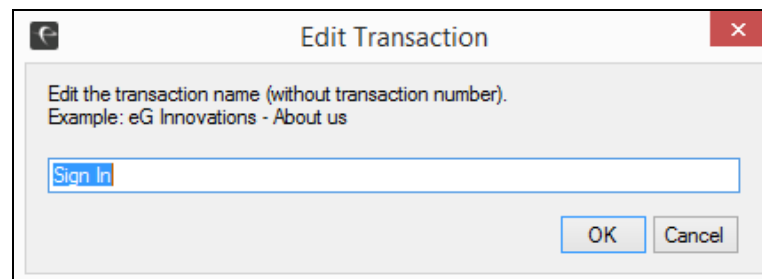 Edit Transaction
Edit the transaction name (without transaction number).
Example: eG Innovations - About us
Sign In
OK Cancel